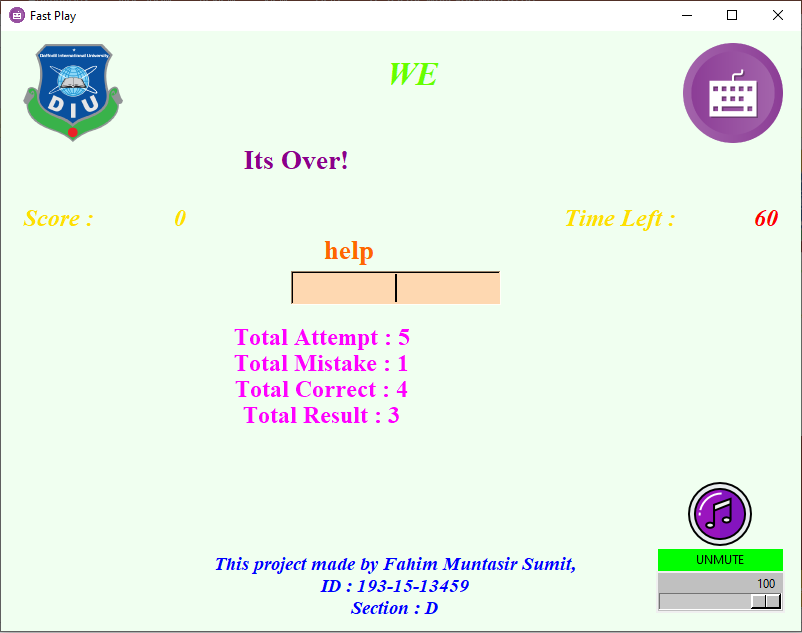 Fast Play
Daffodil International University
DIU
WE
Its Over!
Score : 0
Time Left : 60
help
Total Attempt : 5
Total Mistake : 1
Total Correct : 4
Total Result : 3
UNMUTE
100
This project made by Fahim Muntasir Sumit,
ID : 193-15-13459
Section : D